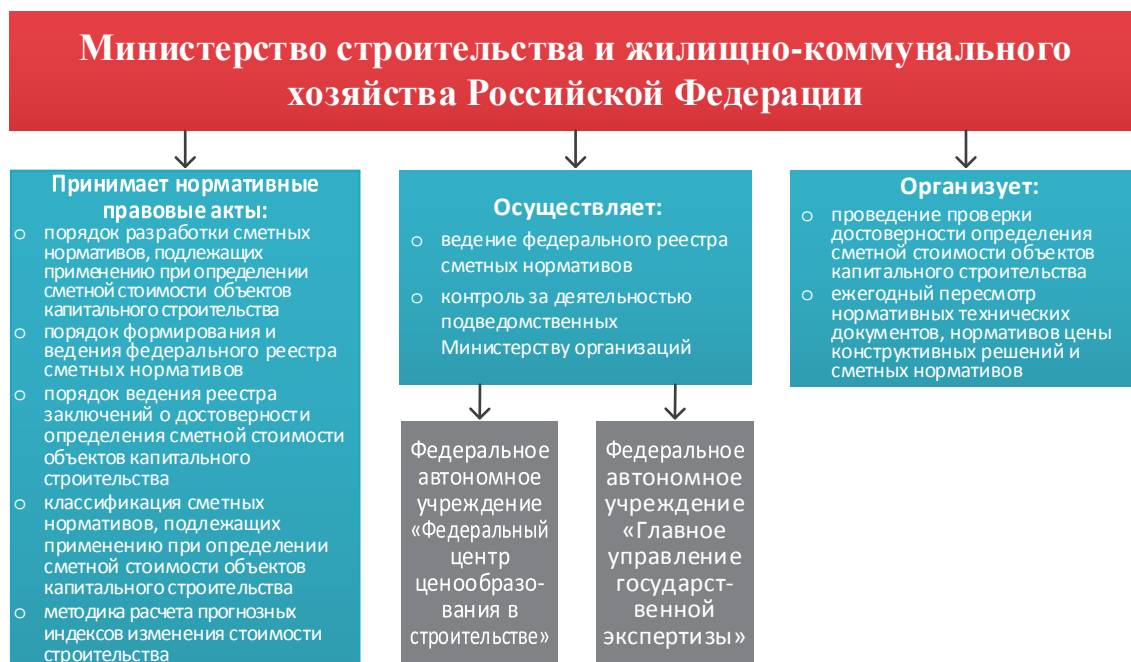 Министерство строительства и жилищно-коммунального
хозяйства Российской Федерации
Принимает нормативные
правовые акты:
o порядок разработки сметных
нормативов, подлежащих
применению при определении
сметной стоимости объектов
капитального строительства
o порядок формирования и
ведения федерального реестра
сметных нормативов
o порядок ведения реестра
заключений о достоверности
определения сметной стоимости
объектов капитального
строительства
o классификация сметных
нормативов, подлежащих
применению при определении
сметной стоимости объектов
капитального строительства
o методика расчета прогнозных
индексов изменения стоимости
строительства
Осуществляет:
o ведение федерального реестра
сметных нормативов
o контроль за деятельностью
подведомственных
Министерству организаций
Федеральное
автономное
учреждение
«Федеральный
центр
ценообразо-
вания в
строительстве»
Федеральное
автономное
учреждение
«Главное
управление
государст-
венной
экспертизы»
Организует:
o проведение проверки
достоверности определения
сметной стоимости объектов
капитального строительства
o ежегодный пересмотр
нормативных технических
документов, нормативов цены
конструктивных решений и
сметных нормативов